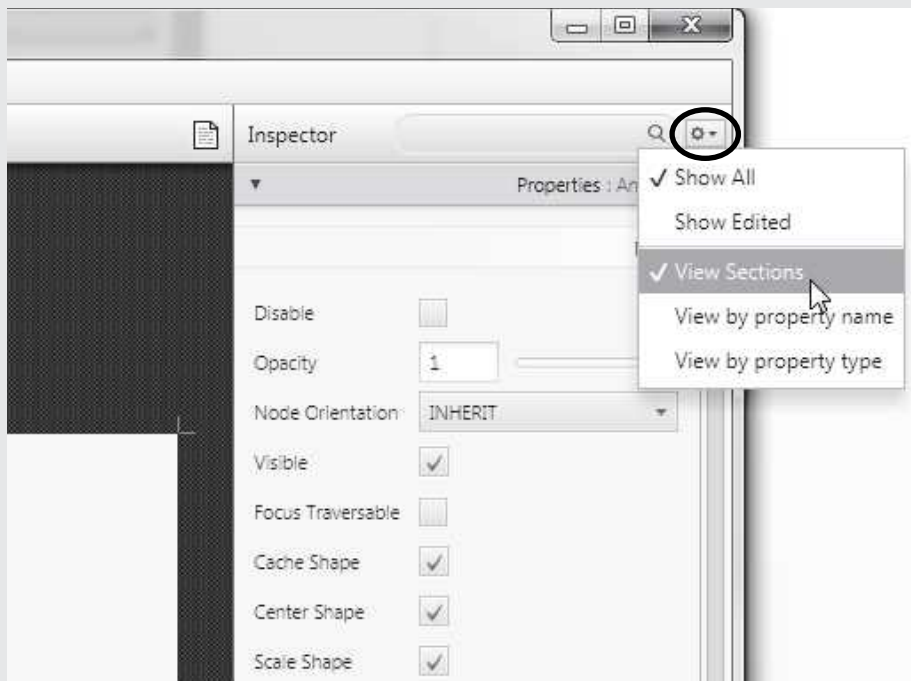 Inspector
Properties : An
Show All
Show Edited
View Sections
View by property name
View by property type
Disable
Opacity 1
Node Orientation INHERIT
Visible
Focus Traversable
Cache Shape
Center Shape
Scale Shape